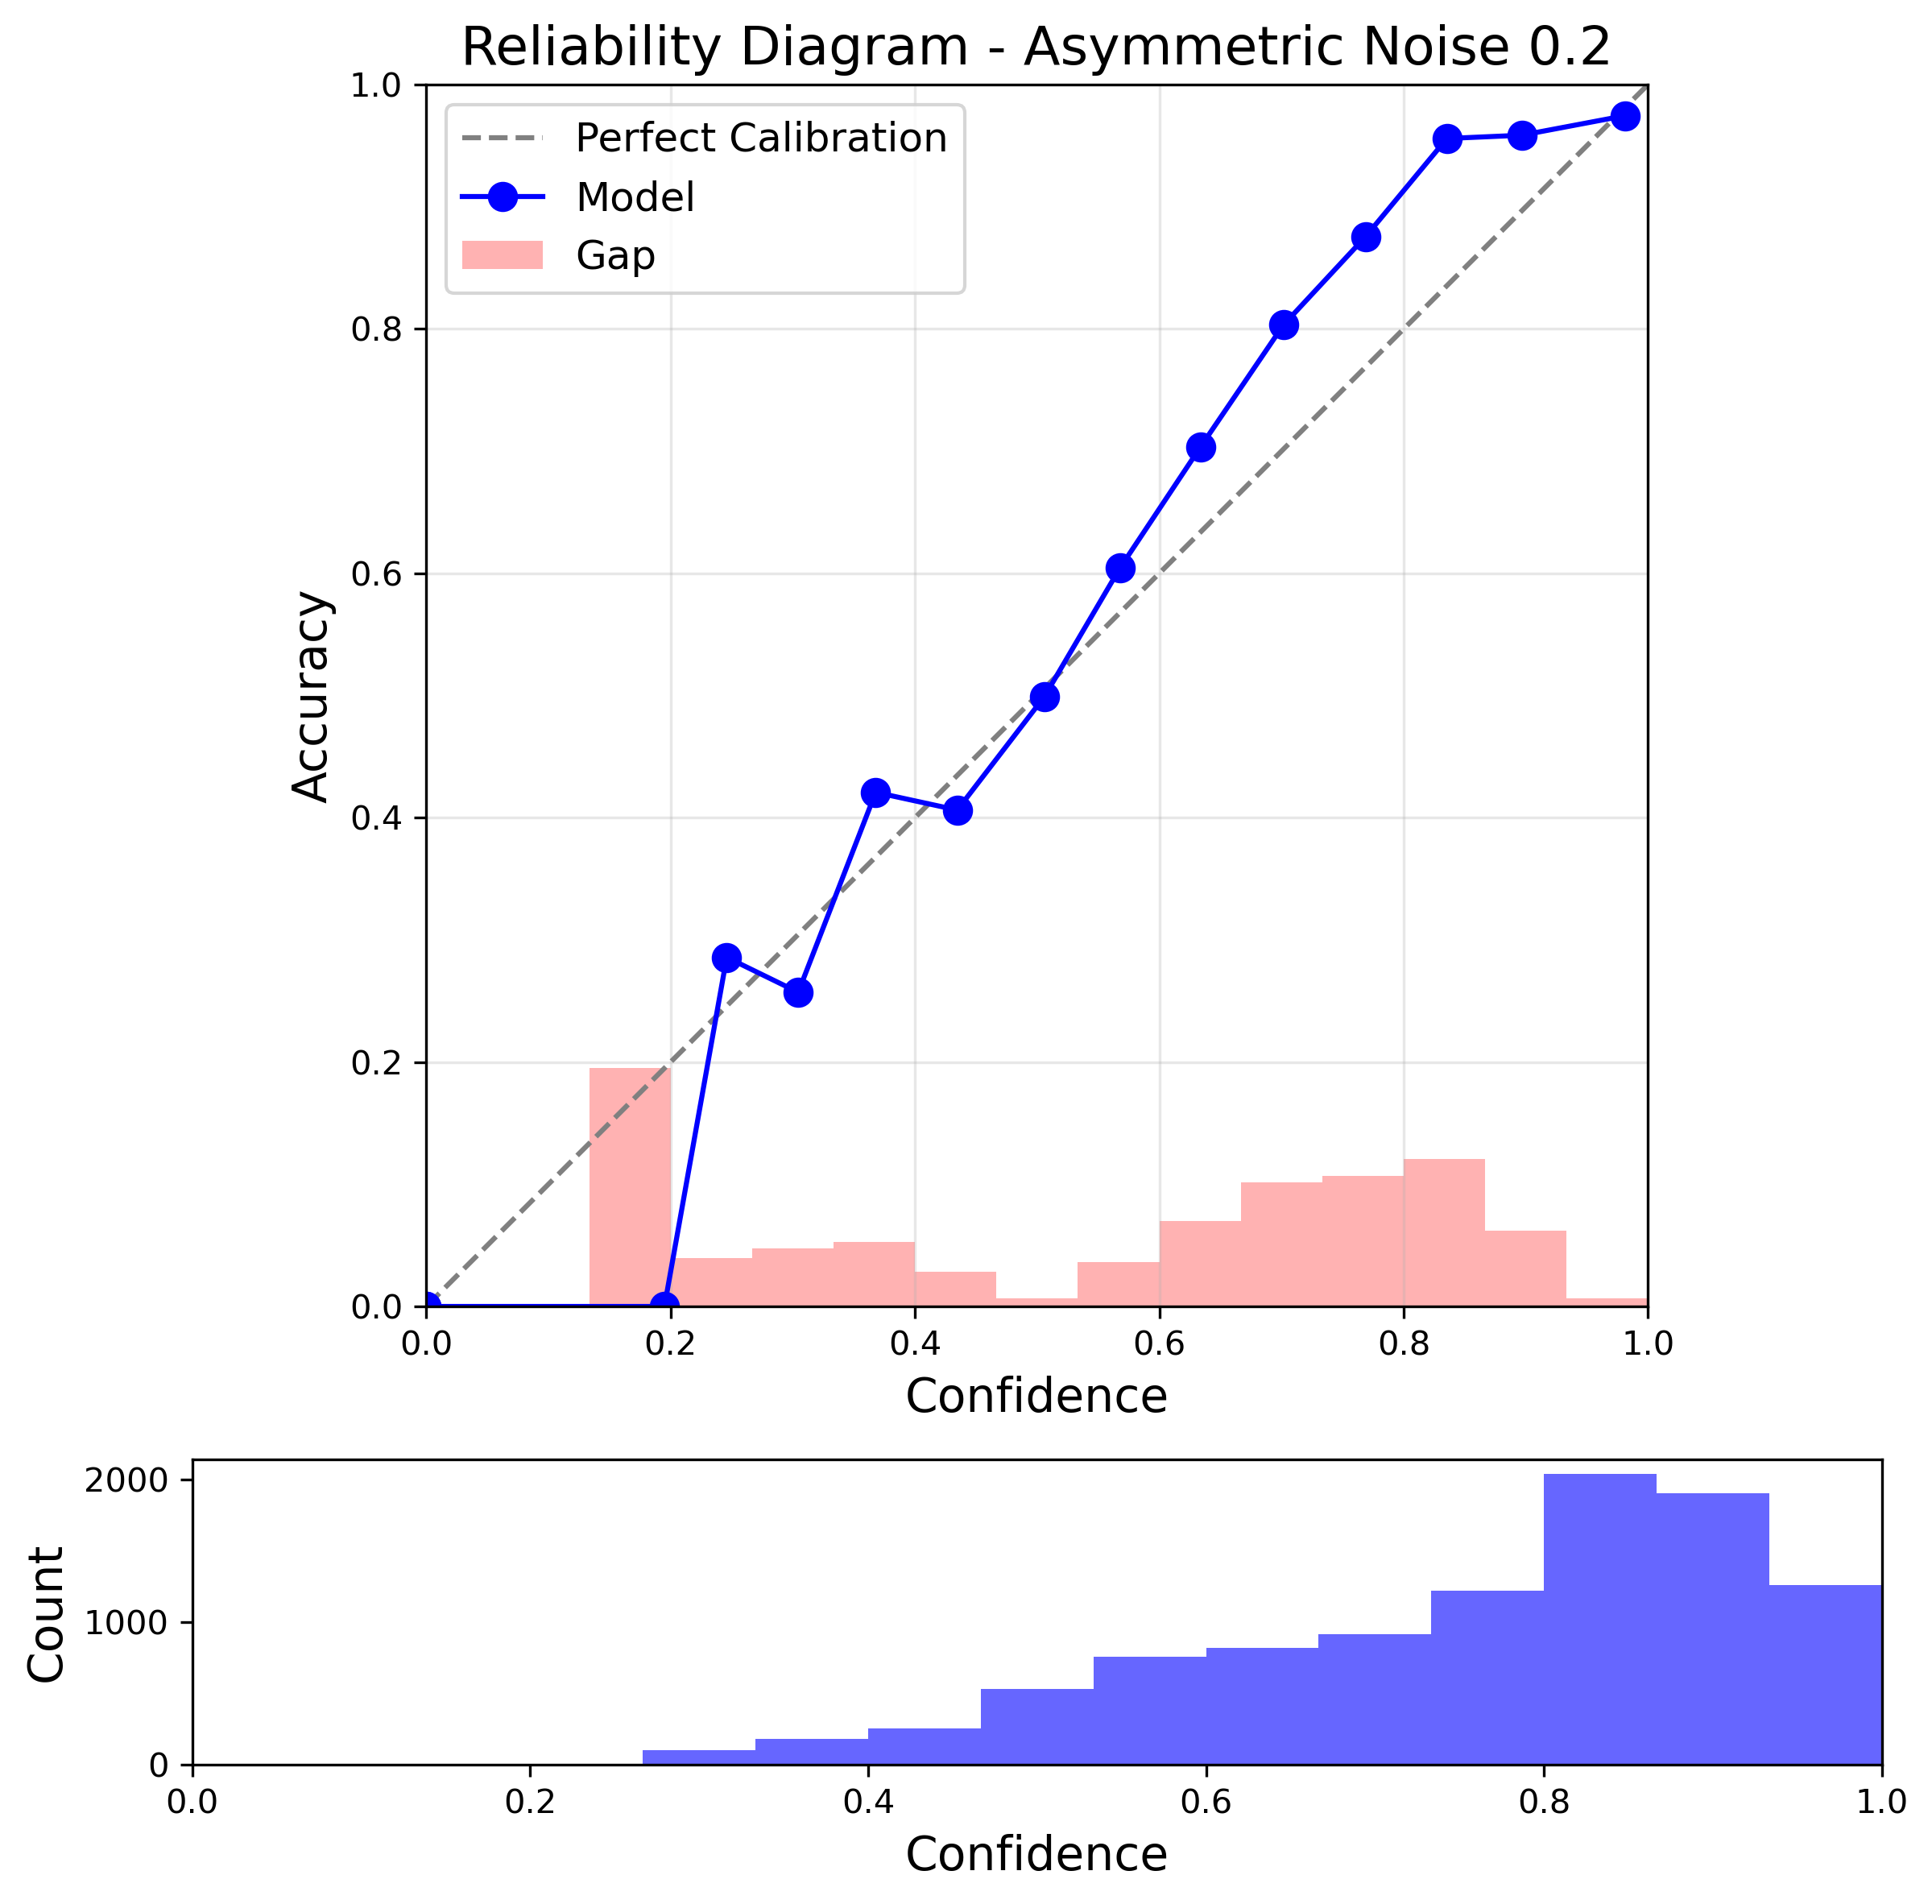 Reliability Diagram - Asymmetric Noise 0.2
1.0
0.8
0.6
0.4
0.2
0.0
Accuracy
Perfect Calibration
Model
Gap
0.0 0.2 0.4 0.6 0.8 1.0
Confidence
2000
1000
0
Count
0.0 0.2 0.4 0.6 0.8 1.0
Confidence